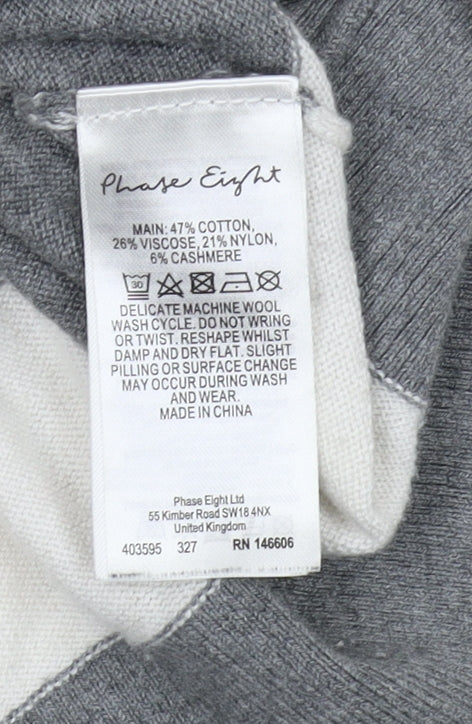 Phase Eight
MAIN: 47% COTTON,
26% VISCOSE, 21% NYLON,
6% CASHMERE
30
DELICATE MACHINE WOOL
WASH CYCLE. DO NOT WRING
OR TWIST. RESHAPE WHILST
DAMP AND DRY FLAT. SLIGHT
PILLING OR SURFACE CHANGE
MAY OCCUR DURING WASH
AND WEAR.
MADE IN CHINA
Phase Eight Ltd
55 Kimber Road SW18 4NX
United Kingdom
403595 327 RN 146606